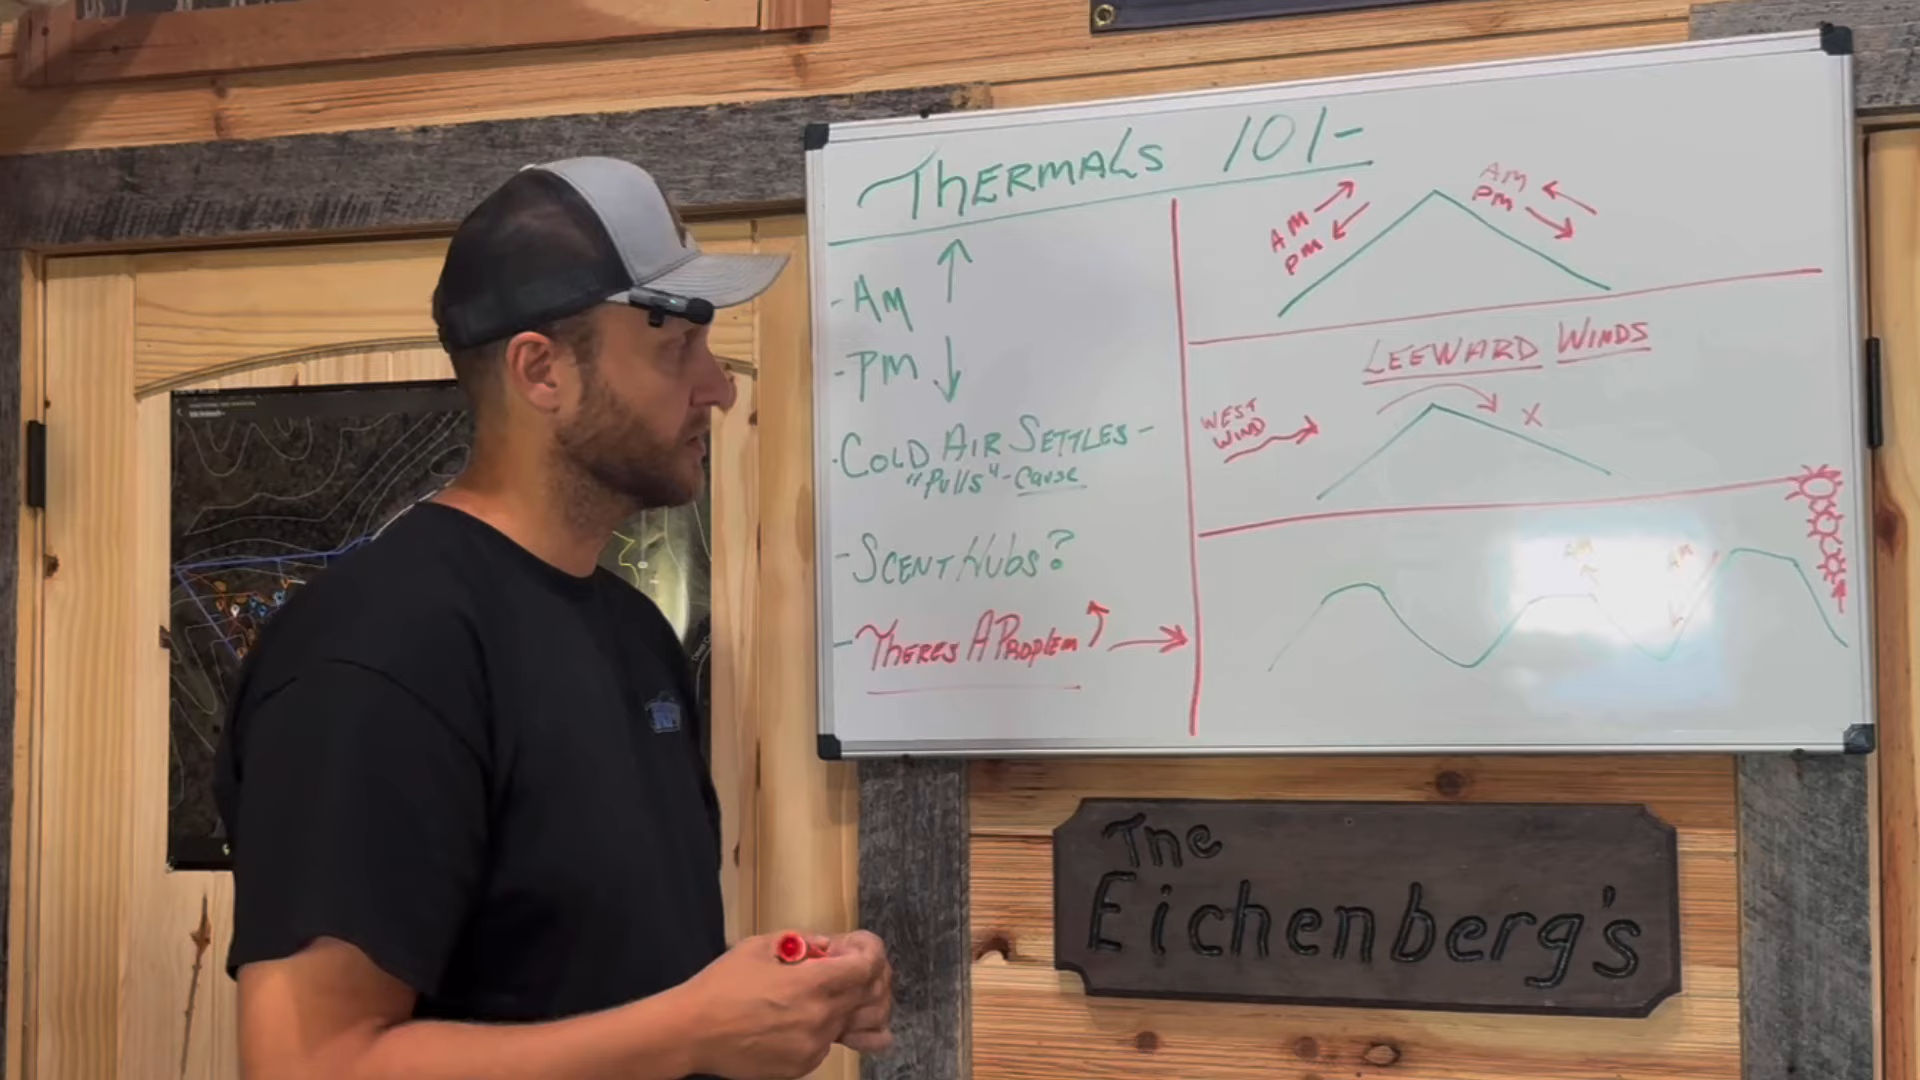 THERMALS 101-
-AM ↑
-PM ↓
·COLD AIR SETTLES-
"Pulls"-Cause
-SCENT HUBS?
-THERES A PROBLEM
AM
PM
AM
PM
LEEWARD WINDS
WEST
WIND
X
AM
AM
The
Eichenberg's